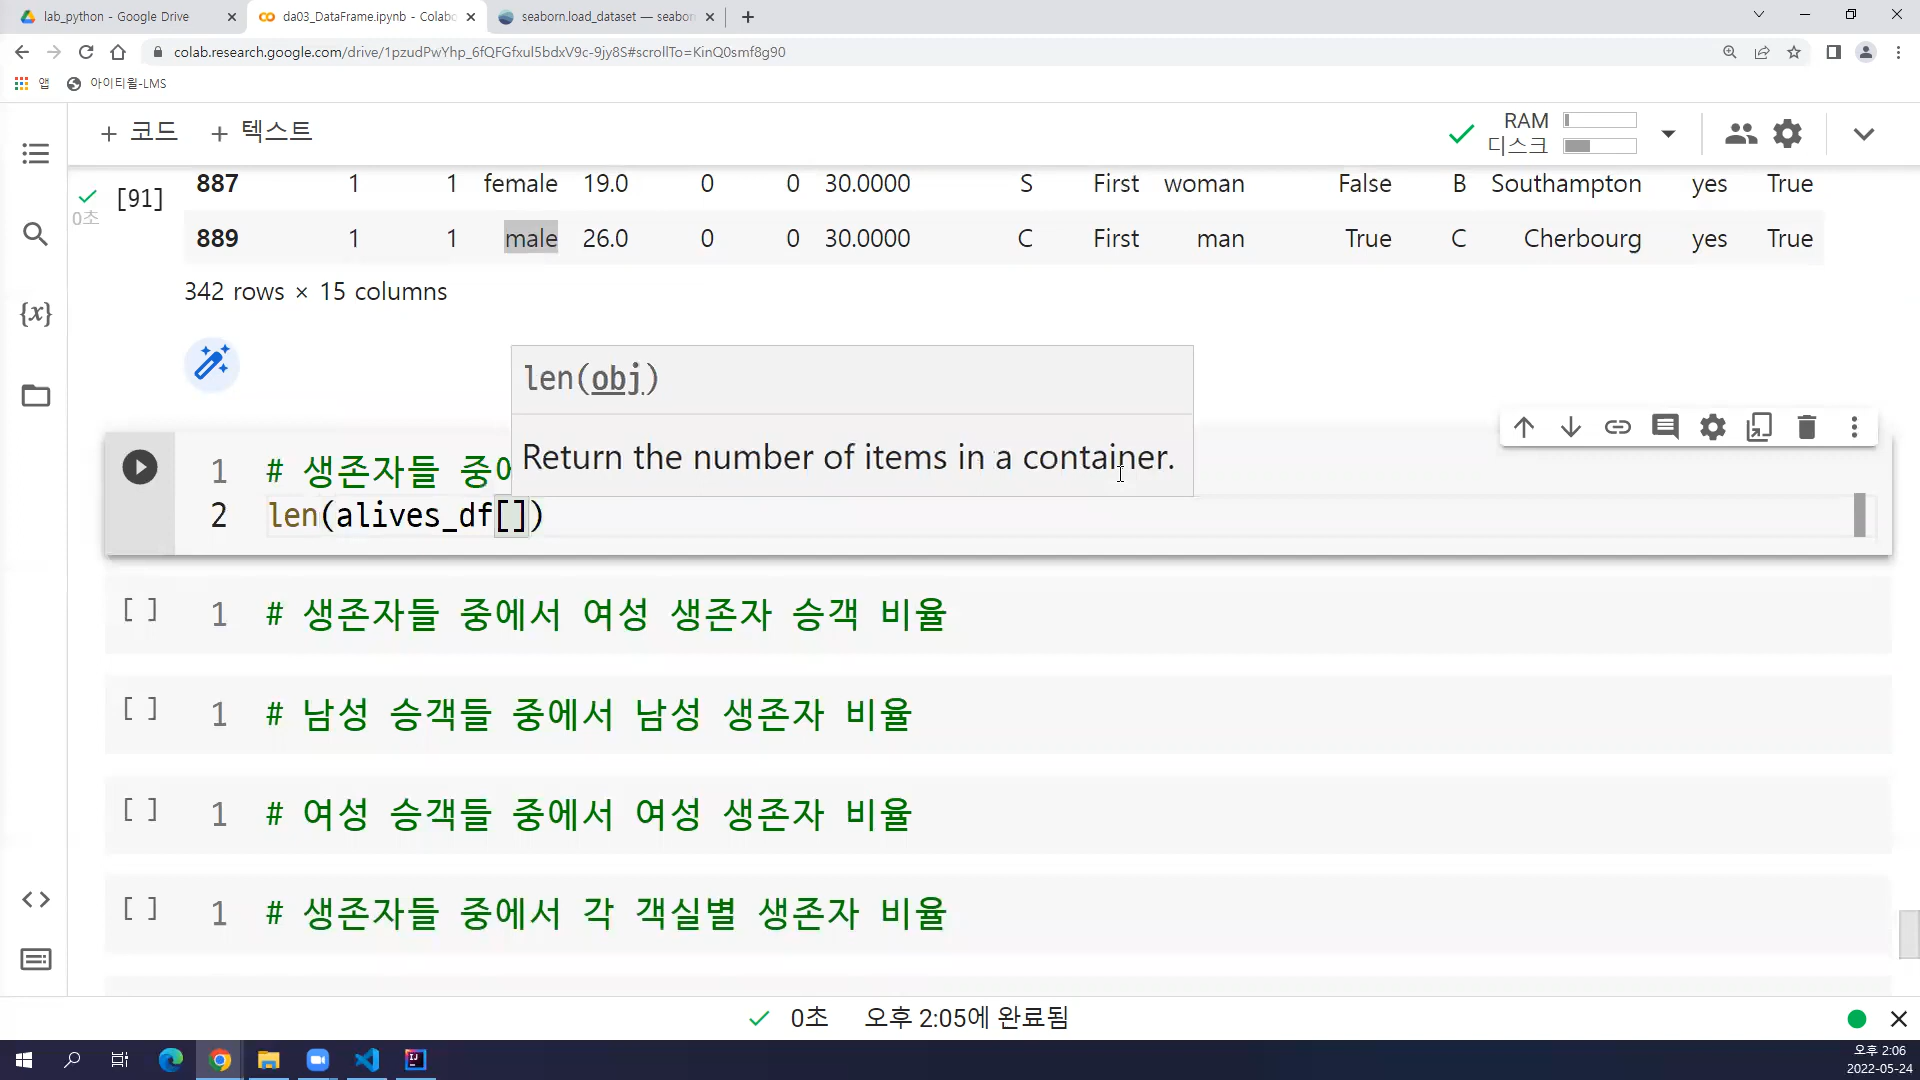 lab_python - Google Drive
da03_DataFrame.ipynb - Colabo
seaborn.load_dataset — seabor
colab.research.google.com/drive/1pzudPwYhp_6fQFGfxul5bdxV9c-9jy8S#scrollTo=KinQ0smf8g90
앱 아이티윌-LMS
+ 코드 + 텍스트
RAM
디스크
[91]
0초
887 1 1 female 19.0 0 0 30.0000 S First woman False B Southampton yes True
889 1 1 male 26.0 0 0 30.0000 C First man True C Cherbourg yes True
342 rows × 15 columns
len(obj)
Return the number of items in a container.
1 # 생존자들 중에
2 len(alives_df[])
[ ] 1 # 생존자들 중에서 여성 생존자 승객 비율
[ ] 1 # 남성 승객들 중에서 남성 생존자 비율
[ ] 1 # 여성 승객들 중에서 여성 생존자 비율
[ ] 1 # 생존자들 중에서 각 객실별 생존자 비율
0초 오후 2:05에 완료됨
오후 2:06
2022-05-24